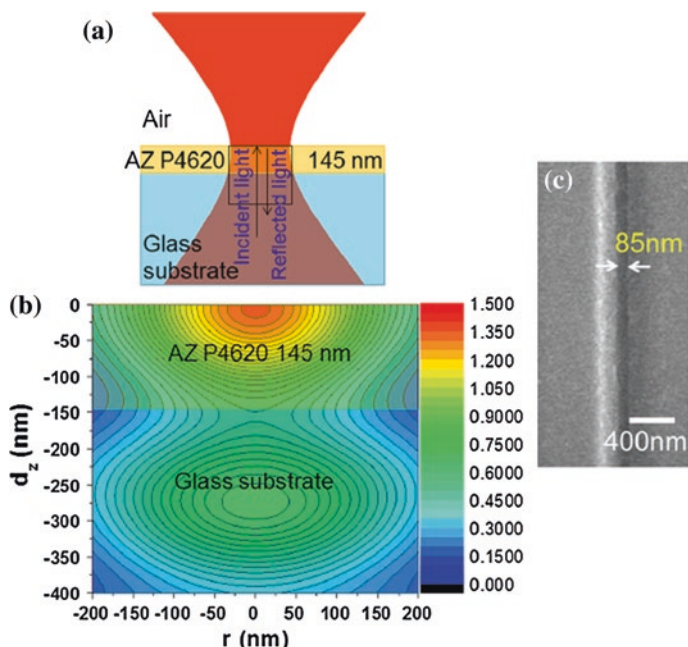 (a)
Air
AZ P4620
145 nm
Incident light
Reflected light
Glass
substrate
(b)
AZ P4620 145 nm
Glass substrate
0
-50
-100
-150
-200
-250
-300
-350
-400
d_z (nm)
-200 -150 -100 -50 0 50 100 150 200
r (nm)
1.500
1.350
1.200
1.050
0.9000
0.7500
0.6000
0.4500
0.3000
0.1500
0.000
(c)
85nm
400nm